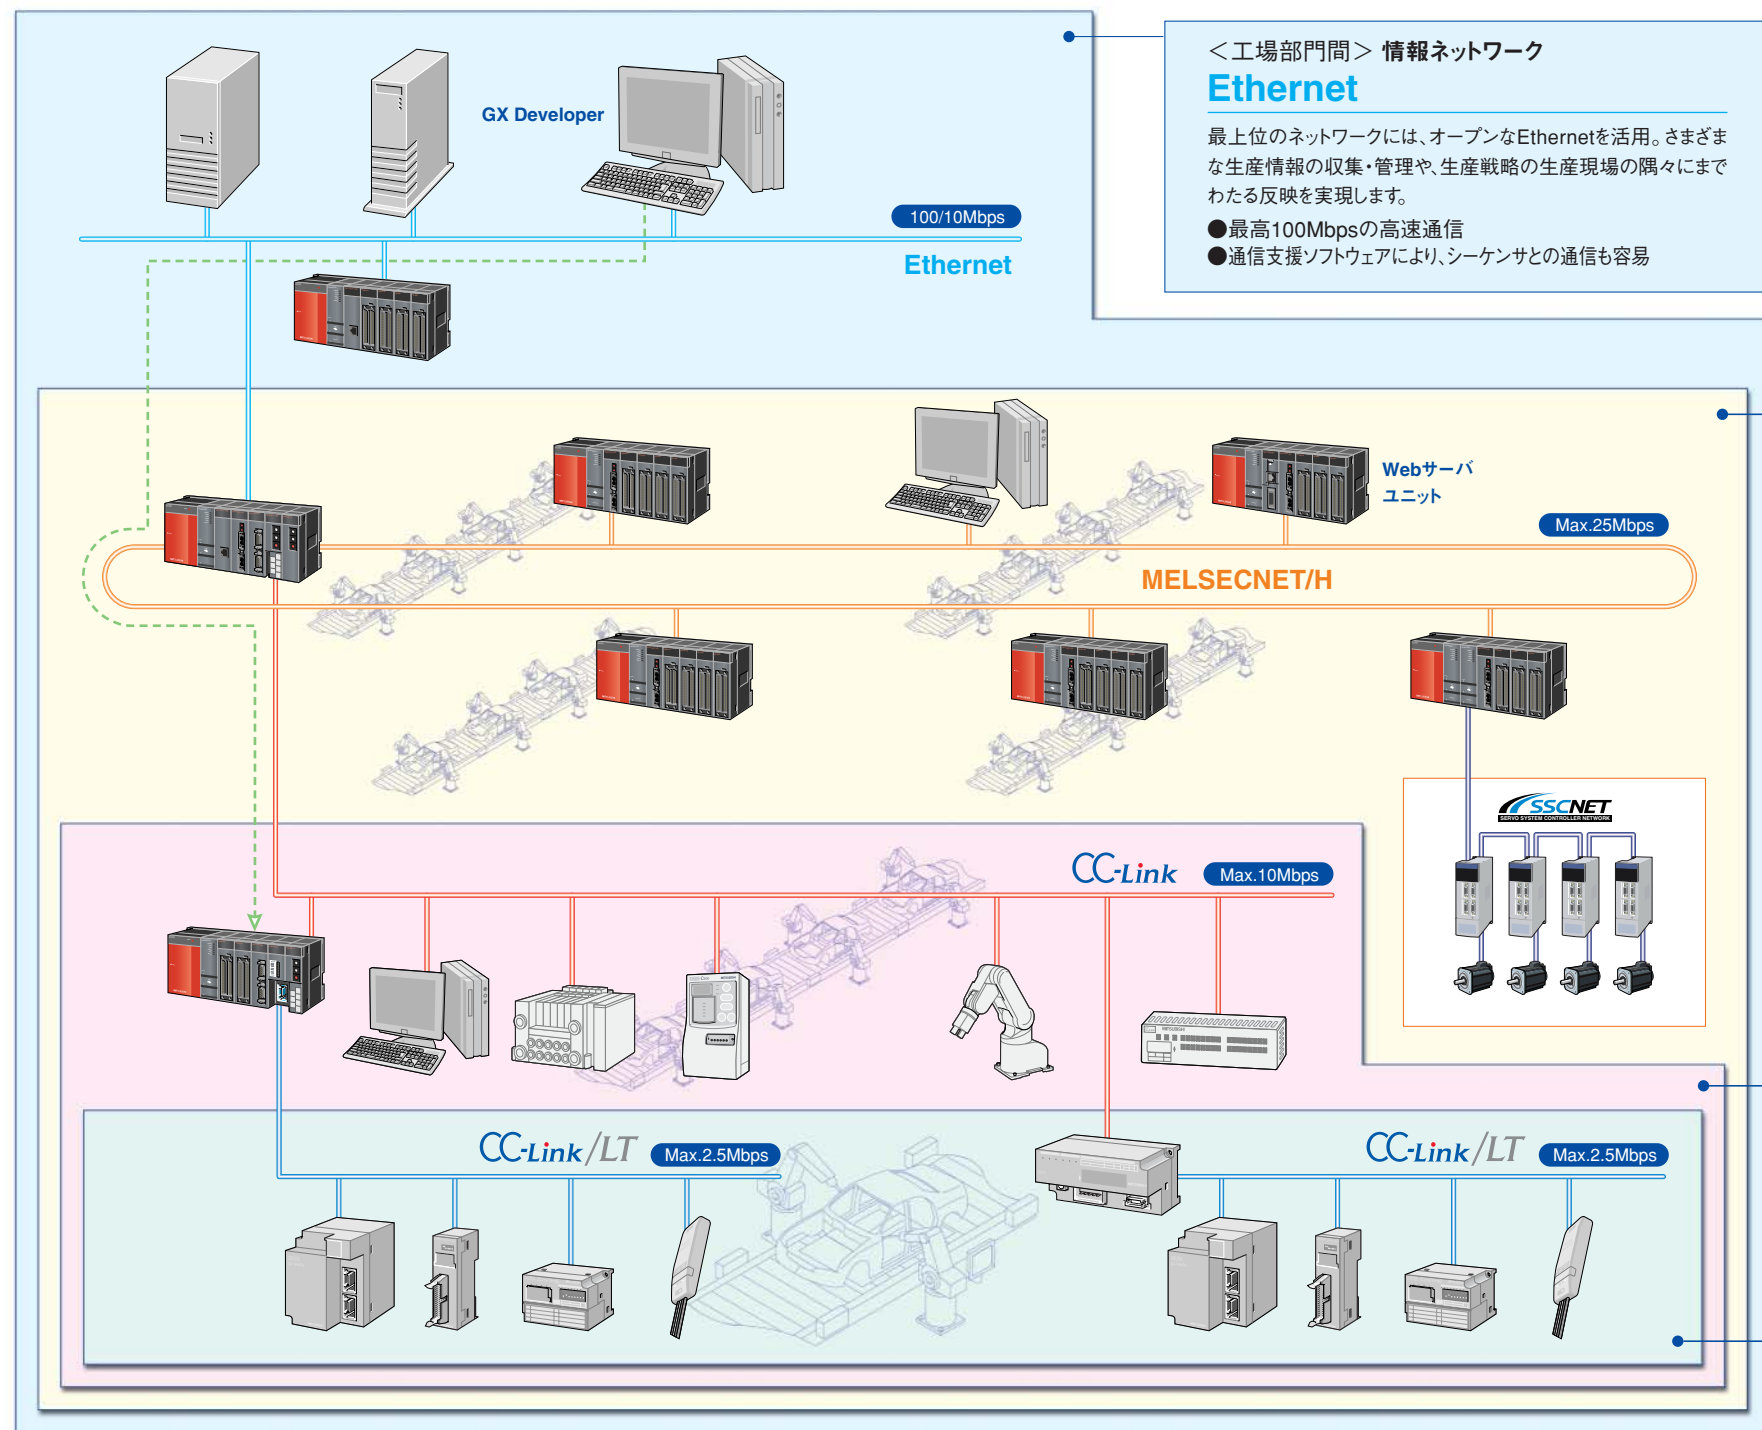 ＜工場部門間＞ 情報ネットワーク
Ethernet
最上位のネットワークには、オープンなEthernetを活用。さまざま
な生産情報の収集・管理や、生産戦略の生産現場の隅々にまで
わたる反映を実現します。
●最高100Mbpsの高速通信
●通信支援ソフトウェアにより、シーケンサとの通信も容易
GX Developer
100/10Mbps
Ethernet
Webサーバ
ユニット
Max.25Mbps
MELSECNET/H
SSCNET
SERVO SYSTEM CONTROLLER NETWORK
CC-Link
Max.10Mbps
MITSUBISHI
CC-Link/LT
Max.2.5Mbps
CC-Link/LT
Max.2.5Mbps